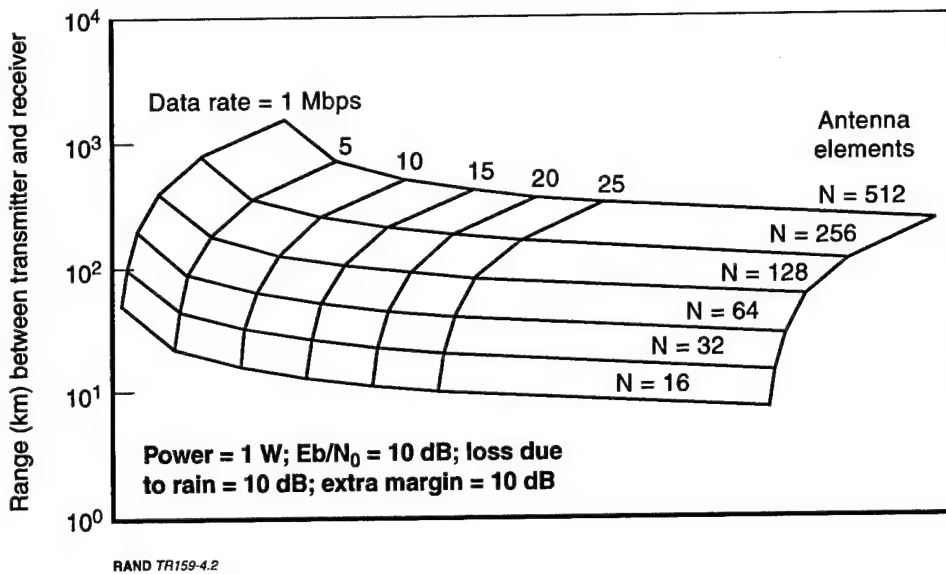 Range (km) between transmitter and receiver
10⁴
10³
10²
10¹
10⁰
Data rate = 1 Mbps
5
10
15
20
25
Antenna
elements
N = 512
N = 256
N = 128
N = 64
N = 32
N = 16
Power = 1 W; Eb/N₀ = 10 dB; loss due
to rain = 10 dB; extra margin = 10 dB
RAND TR159-4.2